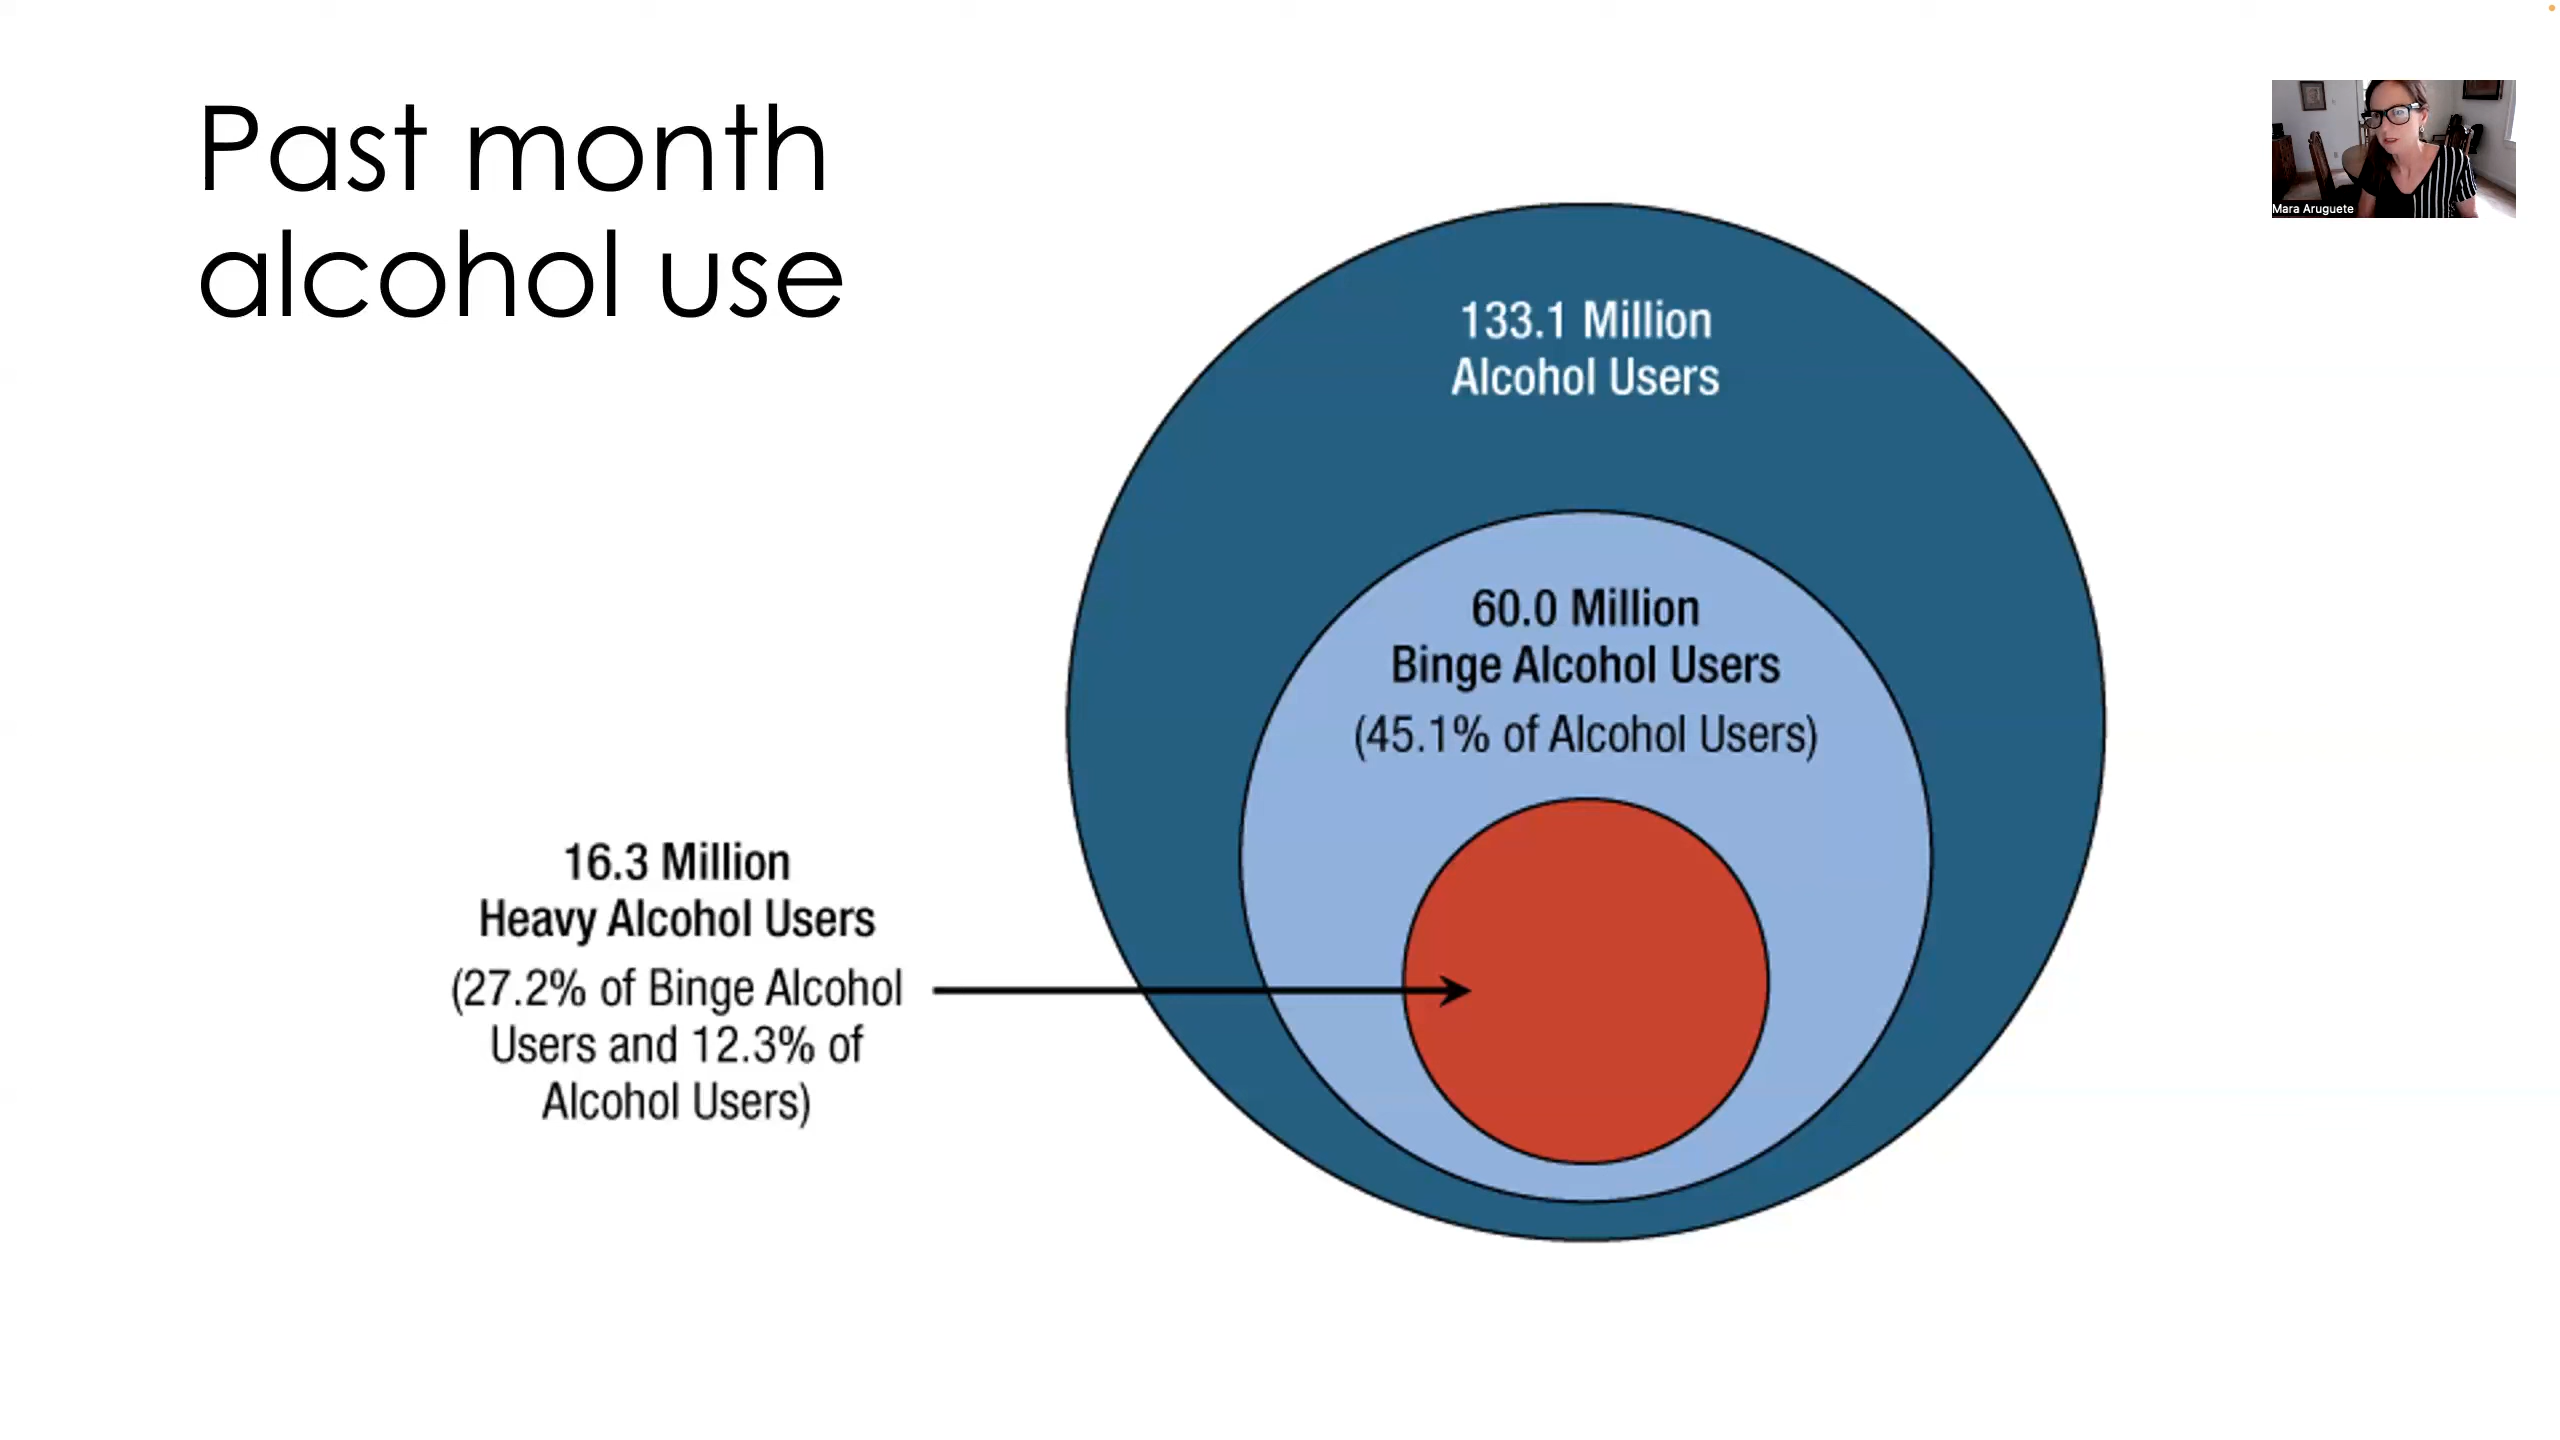 Past month
alcohol use
Mara Aruguete
133.1 Million
Alcohol Users
60.0 Million
Binge Alcohol Users
(45.1% of Alcohol Users)
16.3 Million
Heavy Alcohol Users
(27.2% of Binge Alcohol
Users and 12.3% of
Alcohol Users)